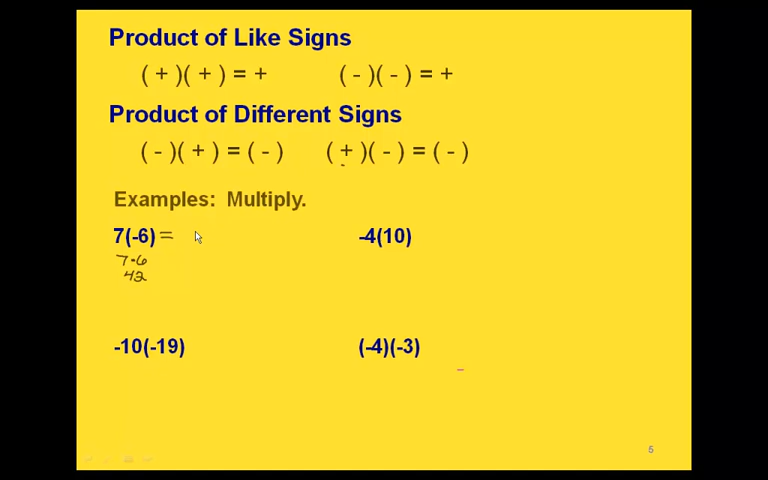 Product of Like Signs
( + )( + ) = + ( - )( - ) = +
Product of Different Signs
( - )( + ) = ( - ) ( + )( - ) = ( - )
Examples: Multiply.
7(-6) = -4(10)
7·6
42
-10(-19) (-4)(-3)
5